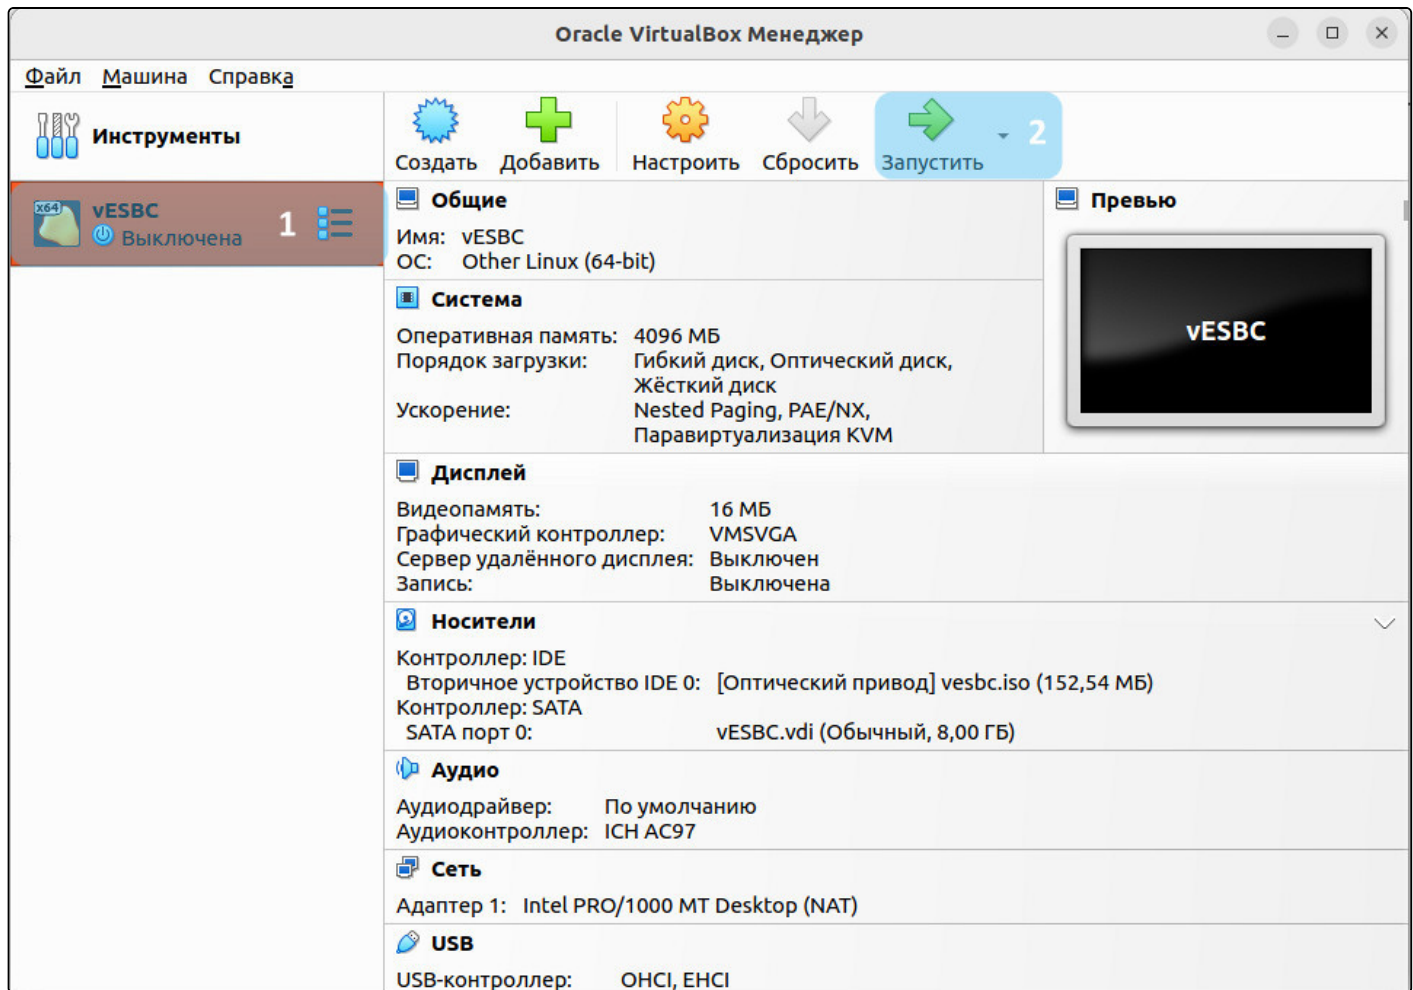 Oracle VirtualBox Менеджер
Файл Машина Справка
Инструменты
Создать Добавить Настроить Сбросить Запустить 2
x64 vESBC
Выключена 1
Общие
Имя: vESBC
ОС: Other Linux (64-bit)
Превью
vESBC
Система
Оперативная память: 4096 МБ
Порядок загрузки: Гибкий диск, Оптический диск,
Жёсткий диск
Ускорение: Nested Paging, PAE/NX,
Паравиртуализация KVM
Дисплей
Видеопамять: 16 МБ
Графический контроллер: VMSVGA
Сервер удалённого дисплея: Выключен
Запись: Выключена
Носители
Контроллер: IDE
Вторичное устройство IDE 0: [Оптический привод] vesbc.iso (152,54 МБ)
Контроллер: SATA
SATA порт 0: vESBC.vdi (Обычный, 8,00 ГБ)
Аудио
Аудиодрайвер: По умолчанию
Аудиоконтроллер: ICH AC97
Сеть
Адаптер 1: Intel PRO/1000 MT Desktop (NAT)
USB
USB-контроллер: OHCI, EHCI